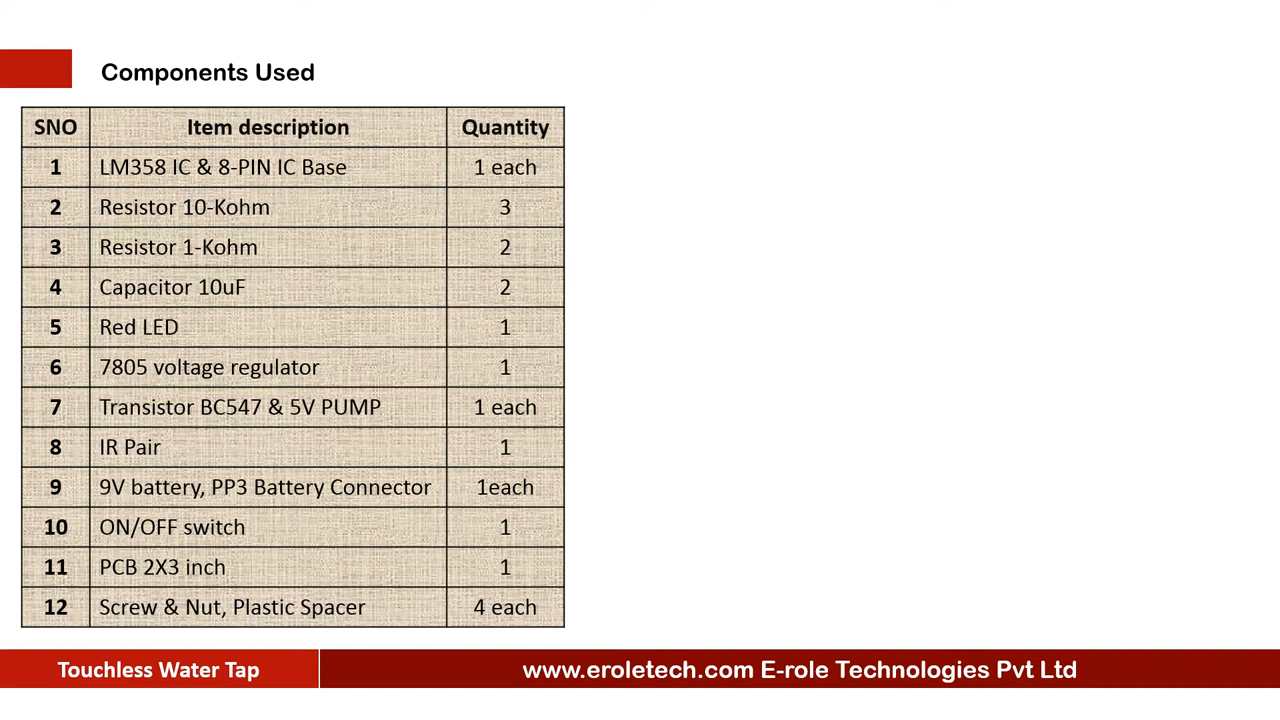 Components Used
SNO Item description Quantity
1 LM358 IC & 8-PIN IC Base 1 each
2 Resistor 10-Kohm 3
3 Resistor 1-Kohm 2
4 Capacitor 10uF 2
5 Red LED 1
6 7805 voltage regulator 1
7 Transistor BC547 & 5V PUMP 1 each
8 IR Pair 1
9 9V battery, PP3 Battery Connector 1each
10 ON/OFF switch 1
11 PCB 2X3 inch 1
12 Screw & Nut, Plastic Spacer 4 each
Touchless Water Tap www.eroletech.com E-role Technologies Pvt Ltd